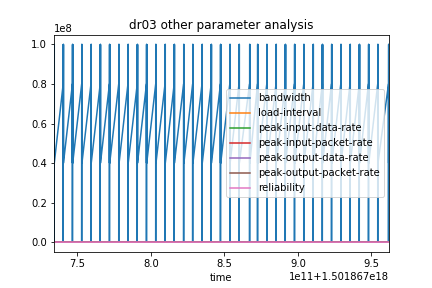 dr03 other parameter analysis
1e8
1.0
0.8
0.6
0.4
0.2
0.0
bandwidth
load-interval
peak-input-data-rate
peak-input-packet-rate
peak-output-data-rate
peak-output-packet-rate
reliability
7.5 8.0 8.5 9.0 9.5
time
1e11+1.501867e18